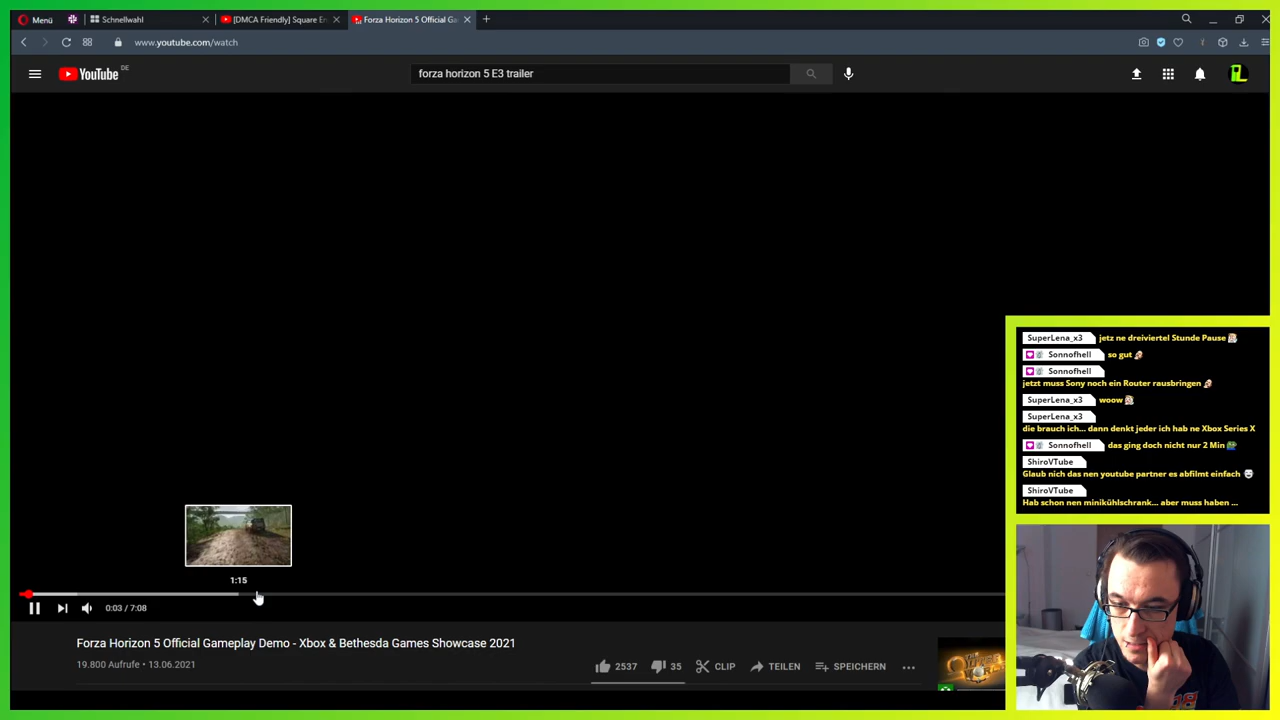 Menü
Schnellwahl
[DMCA Friendly] Square En
Forza Horizon 5 Official Ga
www.youtube.com/watch
YouTube DE
forza horizon 5 E3 trailer
SuperLena_x3 jetz ne dreiviertel Stunde Pause
Sonnofhell so gut
Sonnofhell
jetzt muss Sony noch ein Router rausbringen
SuperLena_x3 woow
SuperLena_x3
die brauch ich... dann denkt jeder ich hab ne Xbox Series X
Sonnofhell das ging doch nicht nur 2 Min
ShiroVTube
Glaub nich das nen youtube partner es abfilmt einfach
ShiroVTube
Hab schon nen minikühlschrank... aber muss haben ...
1:15
0:03 / 7:08
Forza Horizon 5 Official Gameplay Demo - Xbox & Bethesda Games Showcase 2021
19.800 Aufrufe • 13.06.2021
2537 35 CLIP TEILEN SPEICHERN